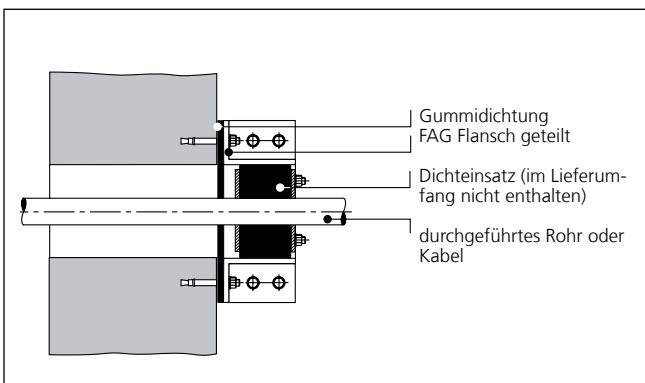 Gummidichtung
FAG Flansch geteilt
Dichteinsatz (im Lieferum-
fang nicht enthalten)
durchgeführtes Rohr oder
Kabel